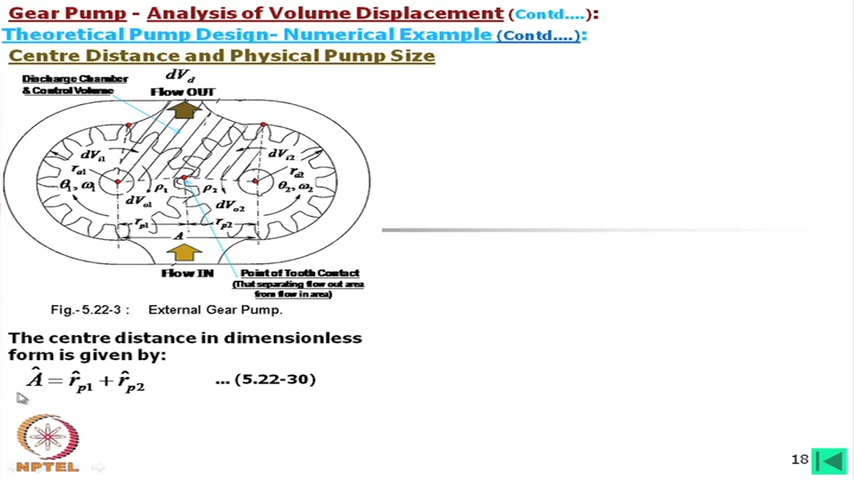 Gear Pump - Analysis of Volume Displacement (Contd....):
Theoretical Pump Design- Numerical Example (Contd....):
Centre Distance and Physical Pump Size
Discharge Chamber
& Control Volume
dV_d
Flow OUT
dV_i1
dV_i2
r_a1
r_a2
θ_1, ω_1
ρ_1
ρ_2
θ_2, ω_2
dV_o1
dV_o2
r_p1
r_p2
A
Flow IN
Point of Tooth Contact
(That separating flow out area
from flow in area)
Fig.-5.22-3 : External Gear Pump.
The centre distance in dimensionless
form is given by:
Â = r̂_p1 + r̂_p2 ... (5.22-30)
NPTEL
18